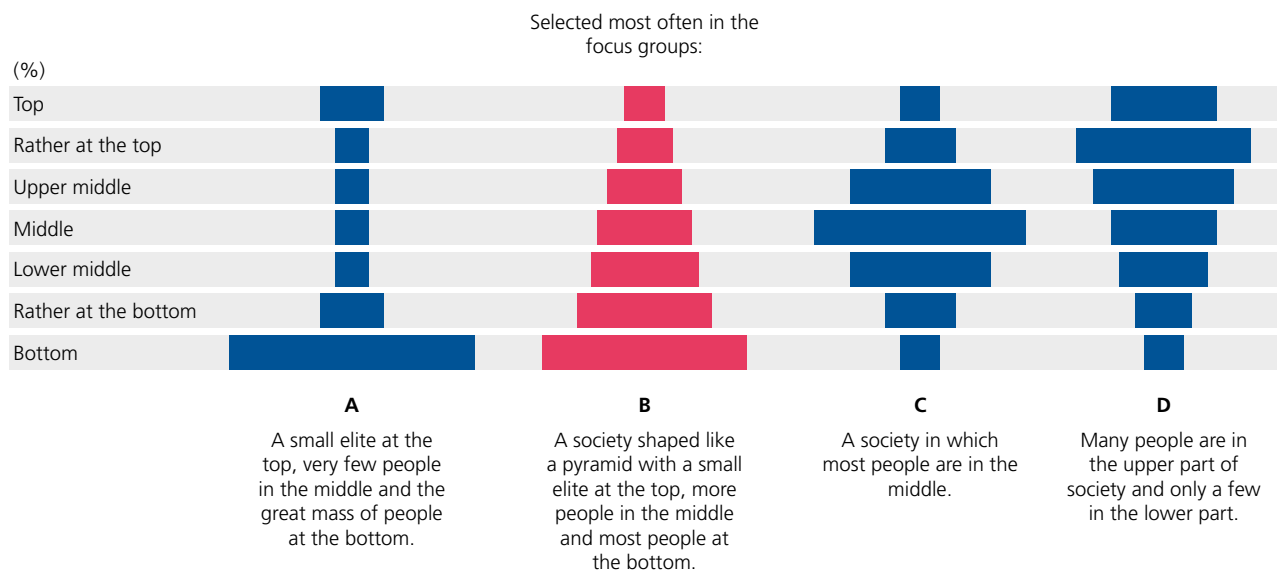 Selected most often in the
focus groups:
(%)
Top
Rather at the top
Upper middle
Middle
Lower middle
Rather at the bottom
Bottom
A
A small elite at the
top, very few people
in the middle and the
great mass of people
at the bottom.
B
A society shaped like
a pyramid with a small
elite at the top, more
people in the middle
and most people at
the bottom.
C
A society in which
most people are in the
middle.
D
Many people are in
the upper part of
society and only a few
in the lower part.